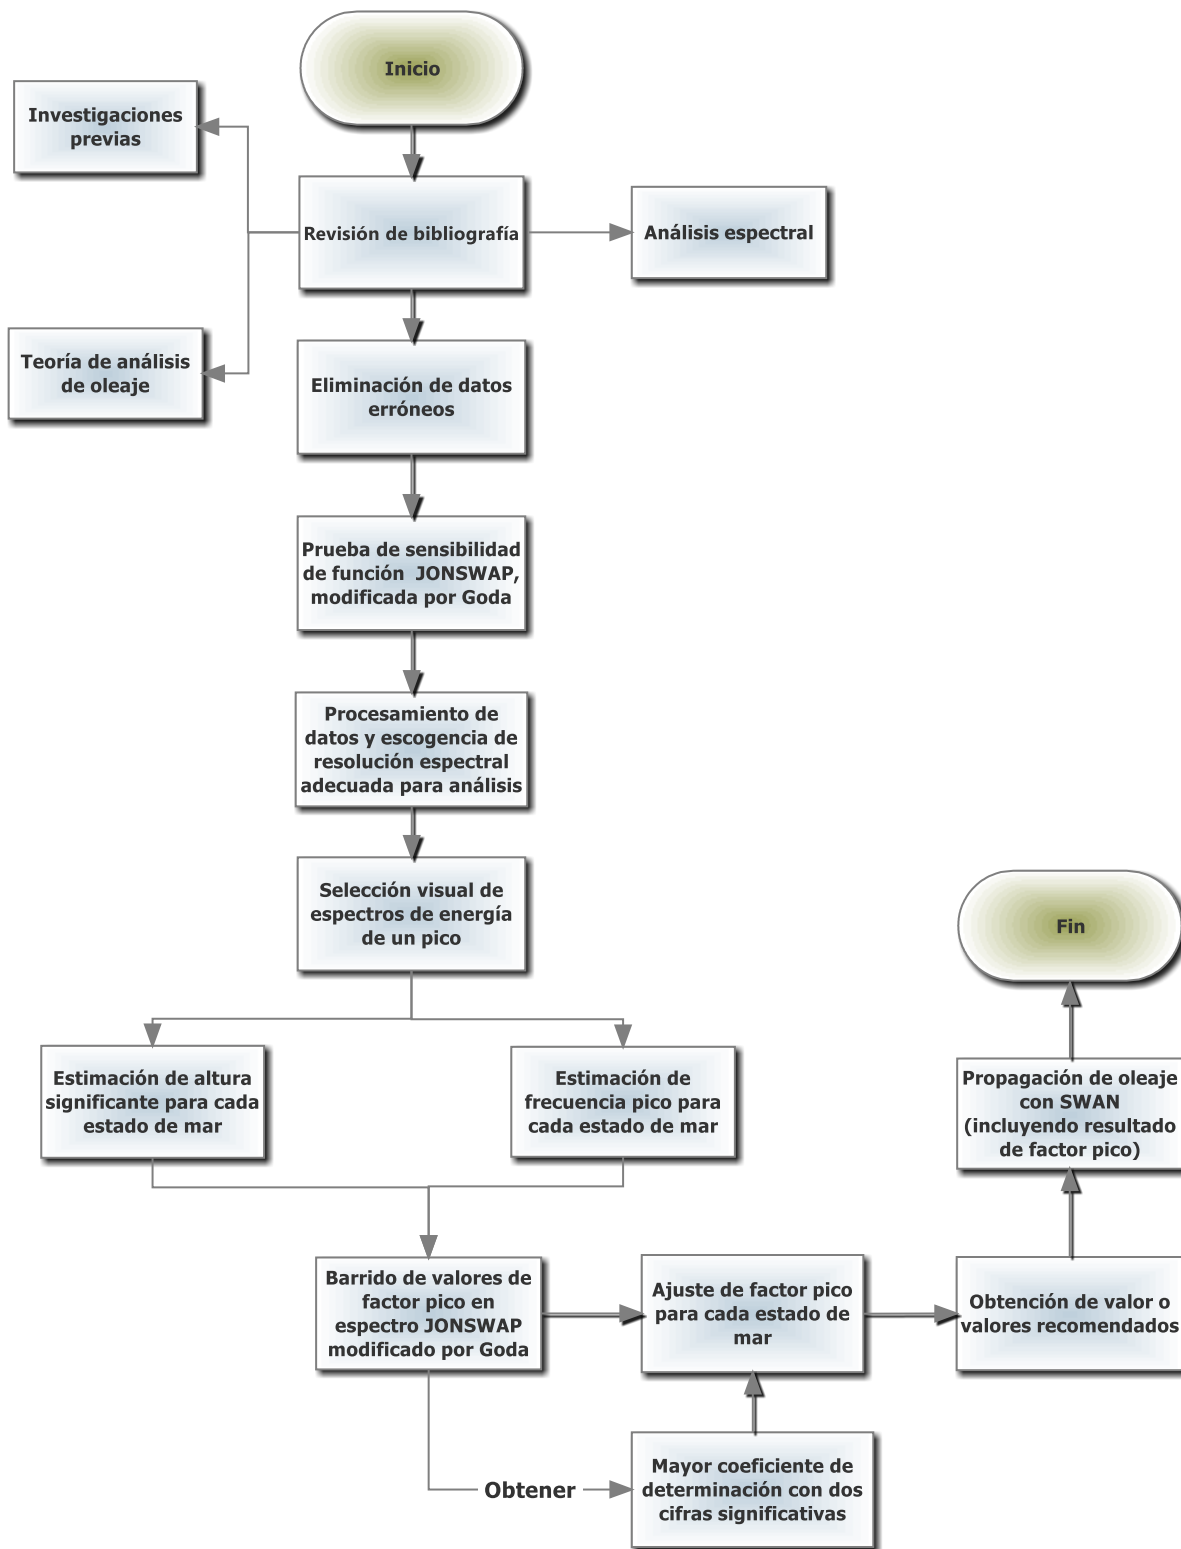 Inicio
Investigaciones
previas
Revisión de bibliografía
Análisis espectral
Teoría de análisis
de oleaje
Eliminación de datos
erróneos
Prueba de sensibilidad
de función JONSWAP,
modificada por Goda
Procesamiento de
datos y escogencia de
resolución espectral
adecuada para análisis
Selección visual de
espectros de energía
de un pico
Estimación de altura
significante para cada
estado de mar
Estimación de
frecuencia pico para
cada estado de mar
Barrido de valores de
factor pico en
espectro JONSWAP
modificado por Goda
Obtener
Mayor coeficiente de
determinación con dos
cifras significativas
Ajuste de factor pico
para cada estado de
mar
Obtención de valor o
valores recomendados
Propagación de oleaje
con SWAN
(incluyendo resultado
de factor pico)
Fin